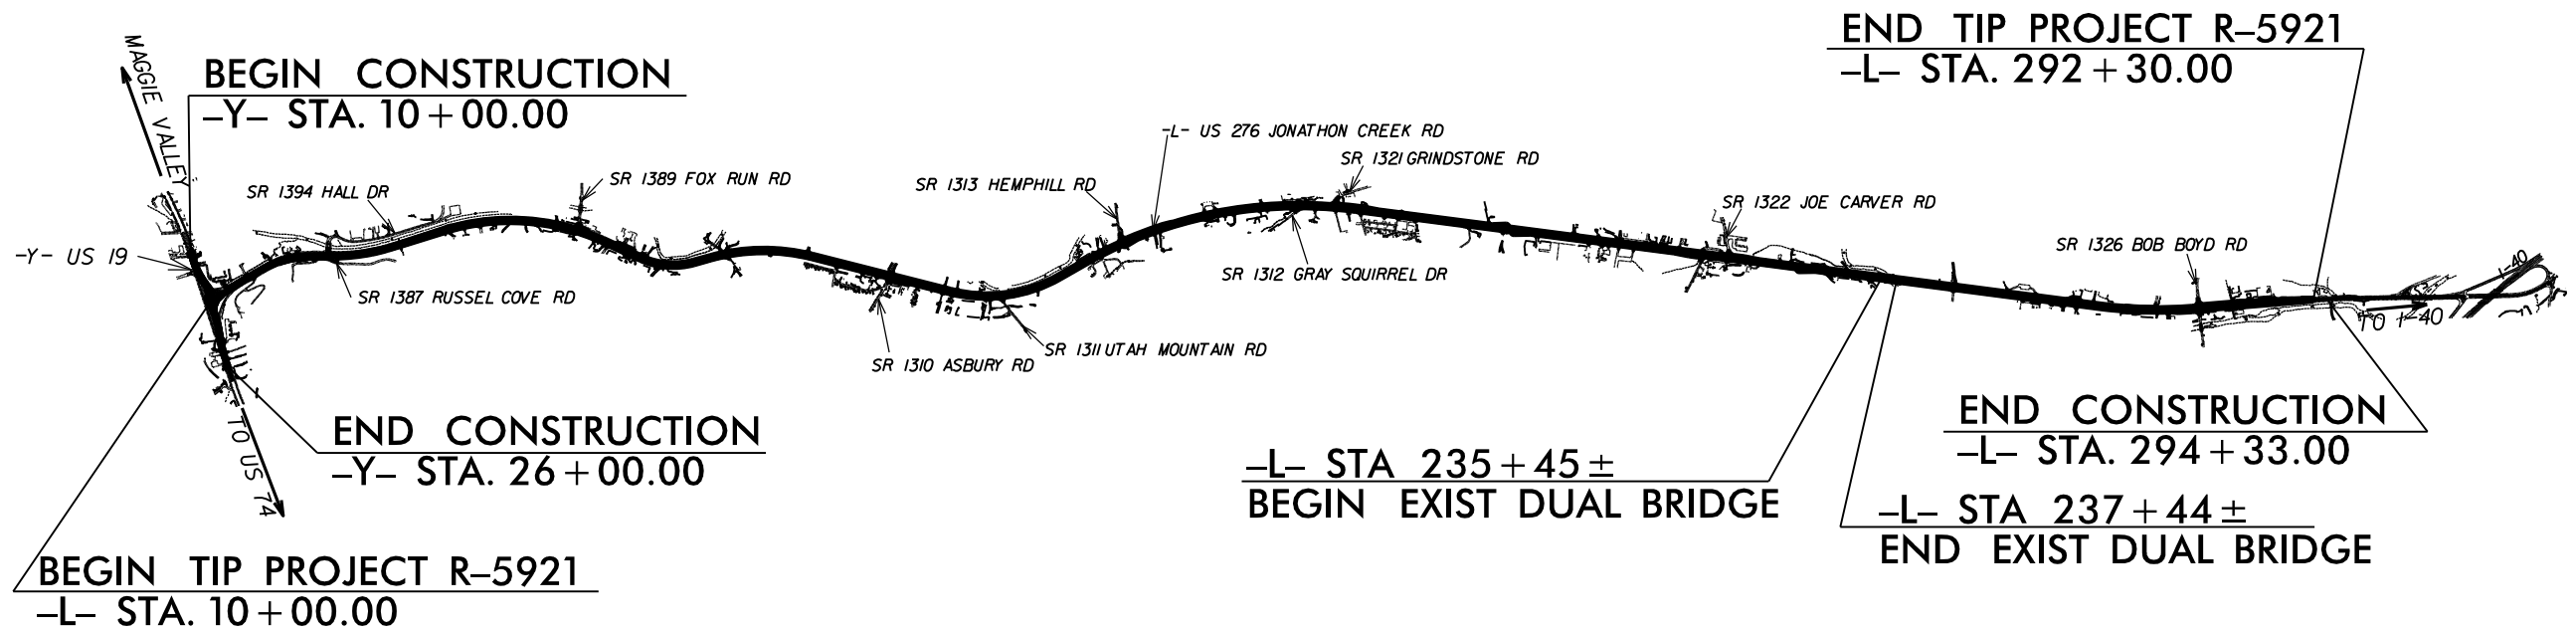 END TIP PROJECT R–5921
–L– STA. 292+30.00
MAGGIE VALLEY
BEGIN CONSTRUCTION
–Y– STA. 10+00.00
-L- US 276 JONATHON CREEK RD
SR 1321 GRINDSTONE RD
SR 1389 FOX RUN RD
SR 1313 HEMPHILL RD
SR 1394 HALL DR
SR 1322 JOE CARVER RD
SR 1326 BOB BOYD RD
-Y- US 19
I-40
SR 1312 GRAY SQUIRREL DR
SR 1387 RUSSEL COVE RD
TO I-40
SR 1311 UTAH MOUNTAIN RD
SR 1310 ASBURY RD
TO US 74
END CONSTRUCTION
–Y– STA. 26+00.00
END CONSTRUCTION
–L– STA. 294+33.00
–L– STA 235+45±
BEGIN EXIST DUAL BRIDGE
–L– STA 237+44±
END EXIST DUAL BRIDGE
BEGIN TIP PROJECT R–5921
–L– STA. 10+00.00